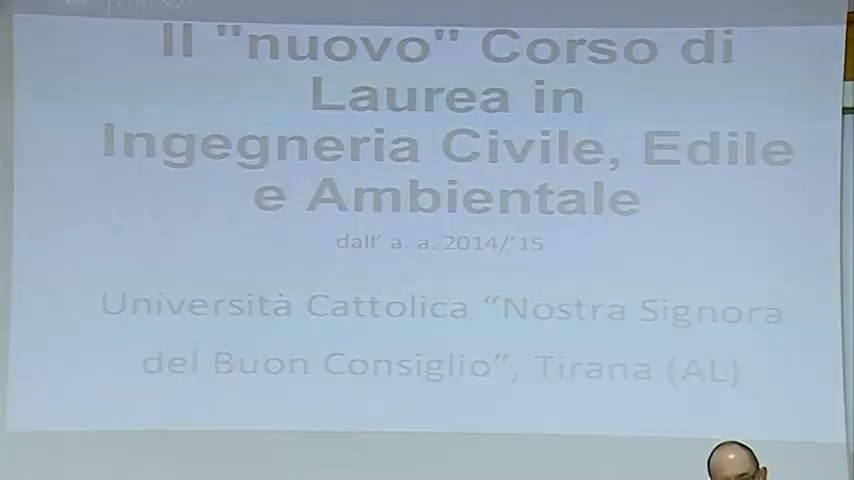 Il "nuovo" Corso di
Laurea in
Ingegneria Civile, Edile
e Ambientale
dall' a. a. 2014/'15
Università Cattolica “Nostra Signora
del Buon Consiglio”, Tirana (AL)